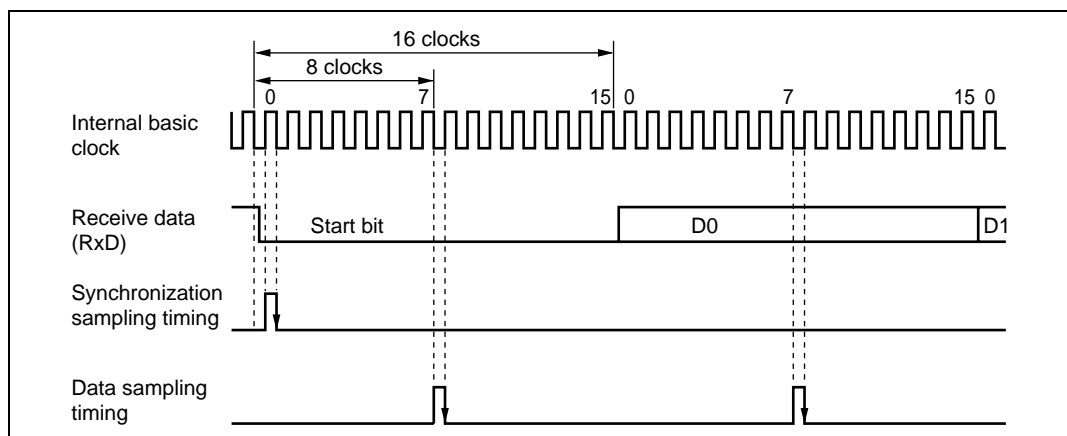 16 clocks
8 clocks
0 7 15 0 7 15 0
Internal basic
clock
Receive data
(RxD)
Start bit D0 D1
Synchronization
sampling timing
Data sampling
timing